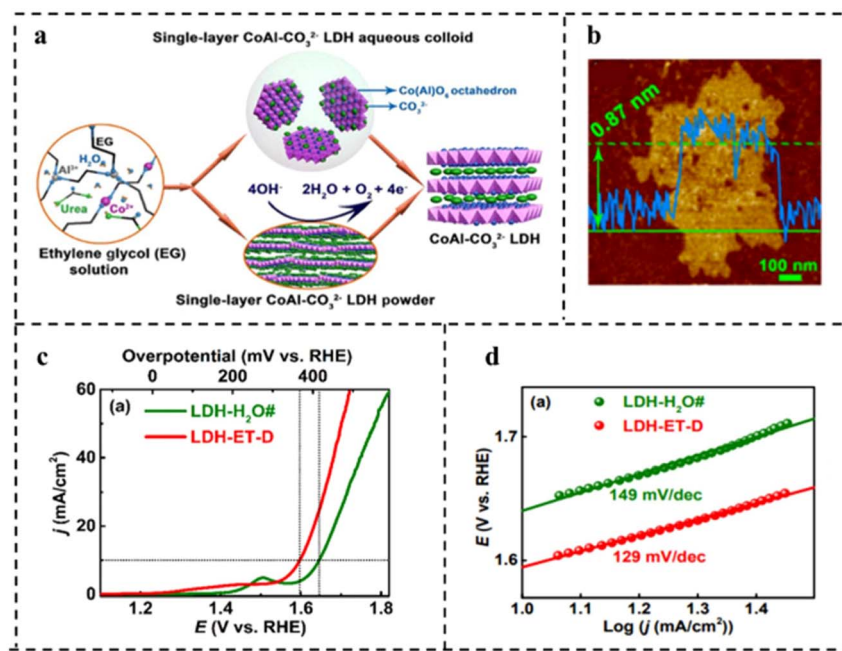 a
Single-layer CoAl-CO₃²⁻ LDH aqueous colloid
Co(Al)O₆ octahedron
CO₃²⁻
EG
H₂O
Al³⁺
Urea
Co²⁺
4OH⁻ 2H₂O + O₂ + 4e⁻
Ethylene glycol (EG)
solution
CoAl-CO₃²⁻ LDH
Single-layer CoAl-CO₃²⁻ LDH powder
b
0.87 nm
100 nm
c
Overpotential (mV vs. RHE)
0 200 400
(a)
LDH-H₂O#
LDH-ET-D
j (mA/cm²)
60
40
20
0
1.2 1.4 1.6 1.8
E (V vs. RHE)
d
(a)
LDH-H₂O#
LDH-ET-D
E (V vs. RHE)
1.7
1.6
149 mV/dec
129 mV/dec
1.0 1.1 1.2 1.3 1.4
Log (j (mA/cm²))